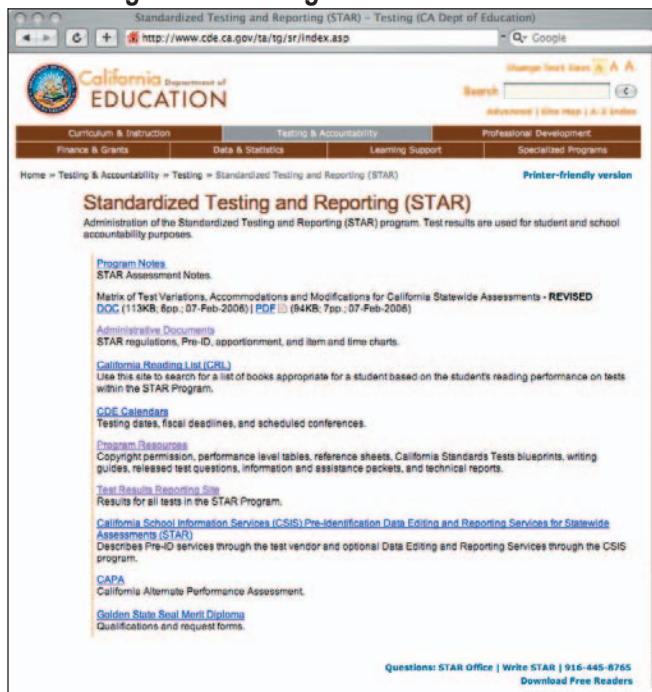 Standardized Testing and Reporting (STAR) – Testing (CA Dept of Education)
http://www.cde.ca.gov/ta/tg/sr/index.asp
Google
Change Text Size: A A A
California Department of
EDUCATION
Search
Advanced | Site Map | A-Z Index
Curriculum & Instruction Testing & Accountability Professional Development
Finance & Grants Data & Statistics Learning Support Specialized Programs
Home » Testing & Accountability » Testing » Standardized Testing and Reporting (STAR) Printer-friendly version
Standardized Testing and Reporting (STAR)
Administration of the Standardized Testing and Reporting (STAR) program. Test results are used for student and school
accountability purposes.
Program Notes
STAR Assessment Notes.
Matrix of Test Variations, Accommodations and Modifications for California Statewide Assessments - REVISED
DOC (113KB; 6pp.; 07-Feb-2006) | PDF (94KB; 7pp.; 07-Feb-2006)
Administrative Documents
STAR regulations, Pre-ID, apportionment, and item and time charts.
California Reading List (CRL)
Use this site to search for a list of books appropriate for a student based on the student's reading performance on tests
within the STAR Program.
CDE Calendars
Testing dates, fiscal deadlines, and scheduled conferences.
Program Resources
Copyright permission, performance level tables, reference sheets, California Standards Tests blueprints, writing
guides, released test questions, information and assistance packets, and technical reports.
Test Results Reporting Site
Results for all tests in the STAR Program.
California School Information Services (CSIS) Pre-Identification Data Editing and Reporting Services for Statewide
Assessments (STAR)
Describes Pre-ID services through the test vendor and optional Data Editing and Reporting Services through the CSIS
program.
CAPA
California Alternate Performance Assessment.
Golden State Seal Merit Diploma
Qualifications and request forms.
Questions: STAR Office | Write STAR | 916-445-8765
Download Free Readers